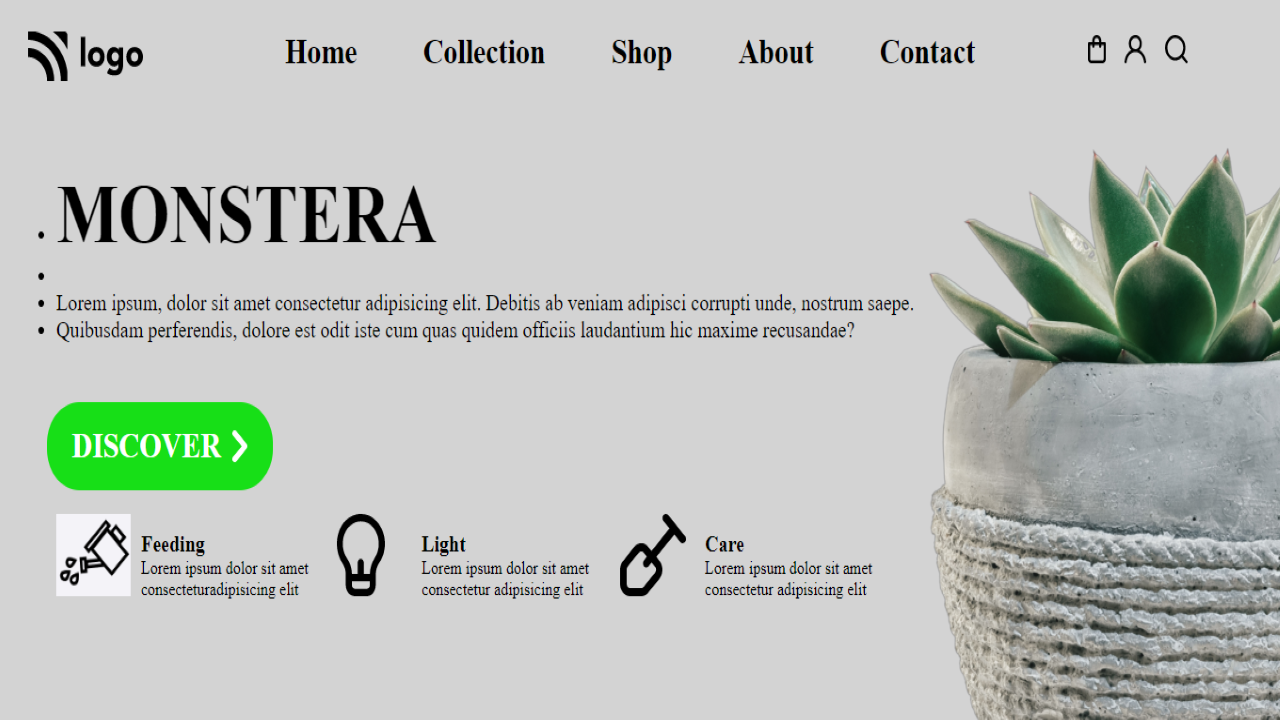 logo
Home Collection Shop About Contact
MONSTERA
Lorem ipsum, dolor sit amet consectetur adipisicing elit. Debitis ab veniam adipisci corrupti unde, nostrum saepe.
Quibusdam perferendis, dolore est odit iste cum quas quidem officiis laudantium hic maxime recusandae?
DISCOVER
Feeding
Lorem ipsum dolor sit amet
consecteturadipisicing elit
Light
Lorem ipsum dolor sit amet
consectetur adipisicing elit
Care
Lorem ipsum dolor sit amet
consectetur adipisicing elit